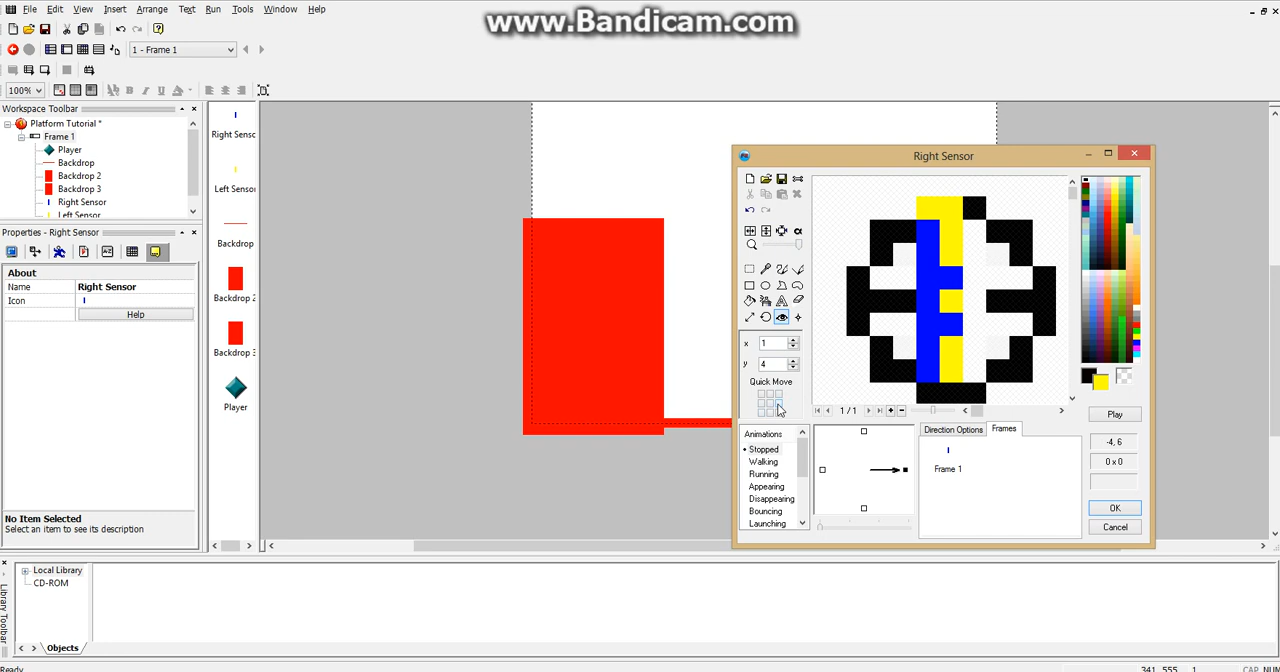 www.Bandicam.com
File Edit View Insert Arrange Text Run Tools Window Help
1 - Frame 1
100%
Workspace Toolbar
Platform Tutorial *
Frame 1
Player
Backdrop
Backdrop 2
Backdrop 3
Right Sensor
Left Sensor
Properties - Right Sensor
About
Name Right Sensor
Icon
Help
No Item Selected
Select an item to see its description
Right Senso
Left Senso
Backdrop
Backdrop 2
Backdrop 3
Player
Right Sensor
x 1
y 4
Quick Move
1 / 1
Animations
Stopped
Walking
Running
Appearing
Disappearing
Bouncing
Launching
Direction Options Frames
Frame 1
Play
-4, 6
0 x 0
OK
Cancel
Library Toolbar
Local Library
CD-ROM
Objects
Ready
341, 555 1 CAP NUM